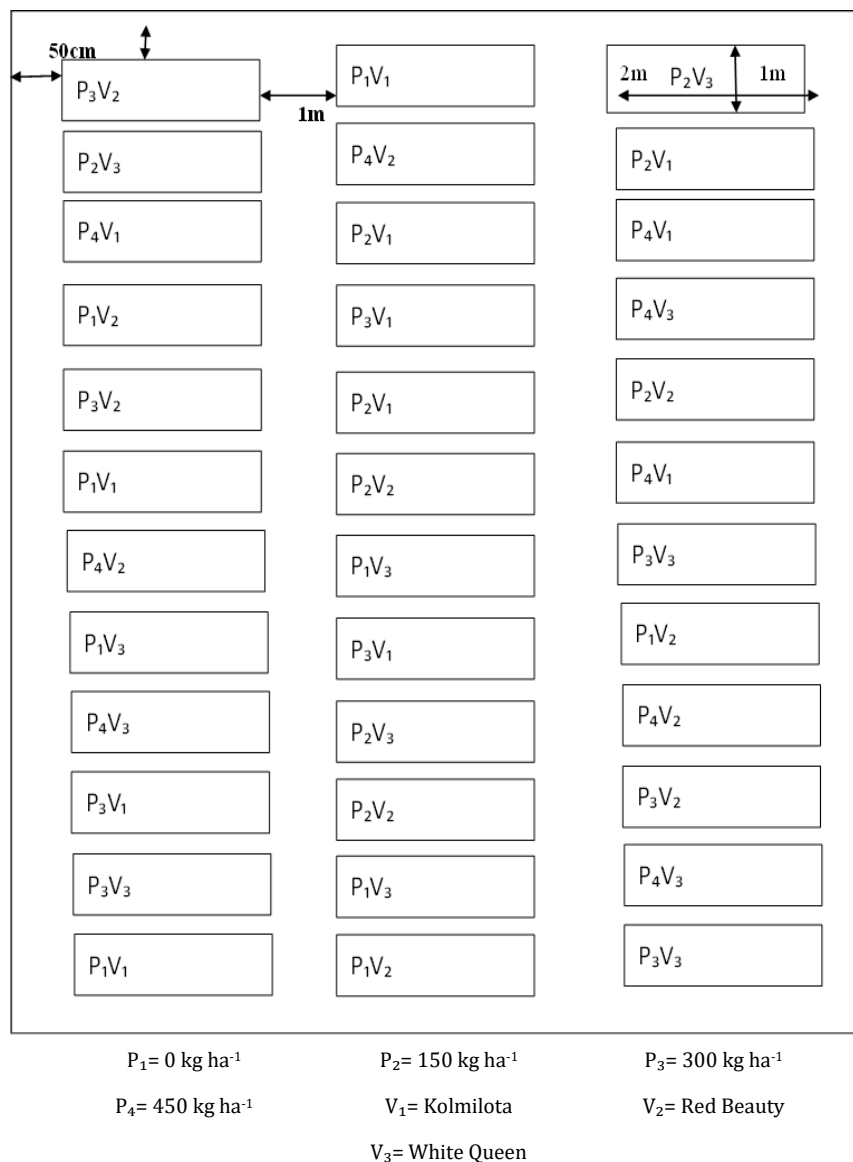 50cm
P₃V₂
1m
P₁V₁
2m P₂V₃ 1m
P₂V₃
P₄V₂
P₂V₁
P₄V₁
P₂V₁
P₄V₁
P₁V₂
P₃V₁
P₄V₃
P₃V₂
P₂V₁
P₂V₂
P₁V₁
P₂V₂
P₄V₁
P₄V₂
P₁V₃
P₃V₃
P₁V₃
P₃V₁
P₁V₂
P₄V₃
P₂V₃
P₄V₂
P₃V₁
P₂V₂
P₃V₂
P₃V₃
P₁V₃
P₄V₃
P₁V₁
P₁V₂
P₃V₃
P₁= 0 kg ha⁻¹ P₂= 150 kg ha⁻¹ P₃= 300 kg ha⁻¹
P₄= 450 kg ha⁻¹ V₁= Kolmilota V₂= Red Beauty
V₃= White Queen